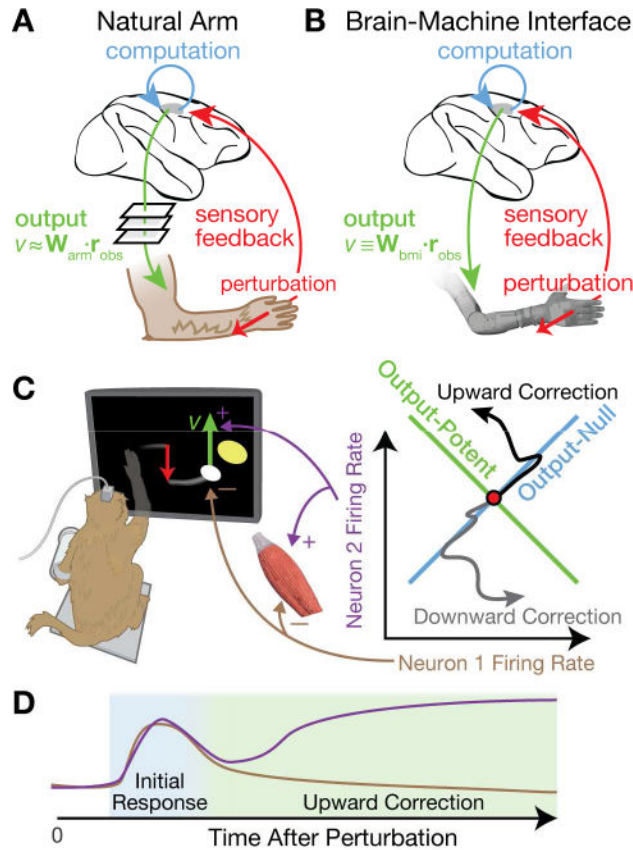 A
Natural Arm
computation
output
v ≈ W_arm·r_obs
sensory
feedback
perturbation
B
Brain-Machine Interface
computation
output
v ≡ W_bmi·r_obs
sensory
feedback
perturbation
C
v
+
−
+
−
Neuron 2 Firing Rate
Neuron 1 Firing Rate
Upward Correction
Output-Potent
Output-Null
Downward Correction
D
Initial
Response
Upward Correction
0
Time After Perturbation